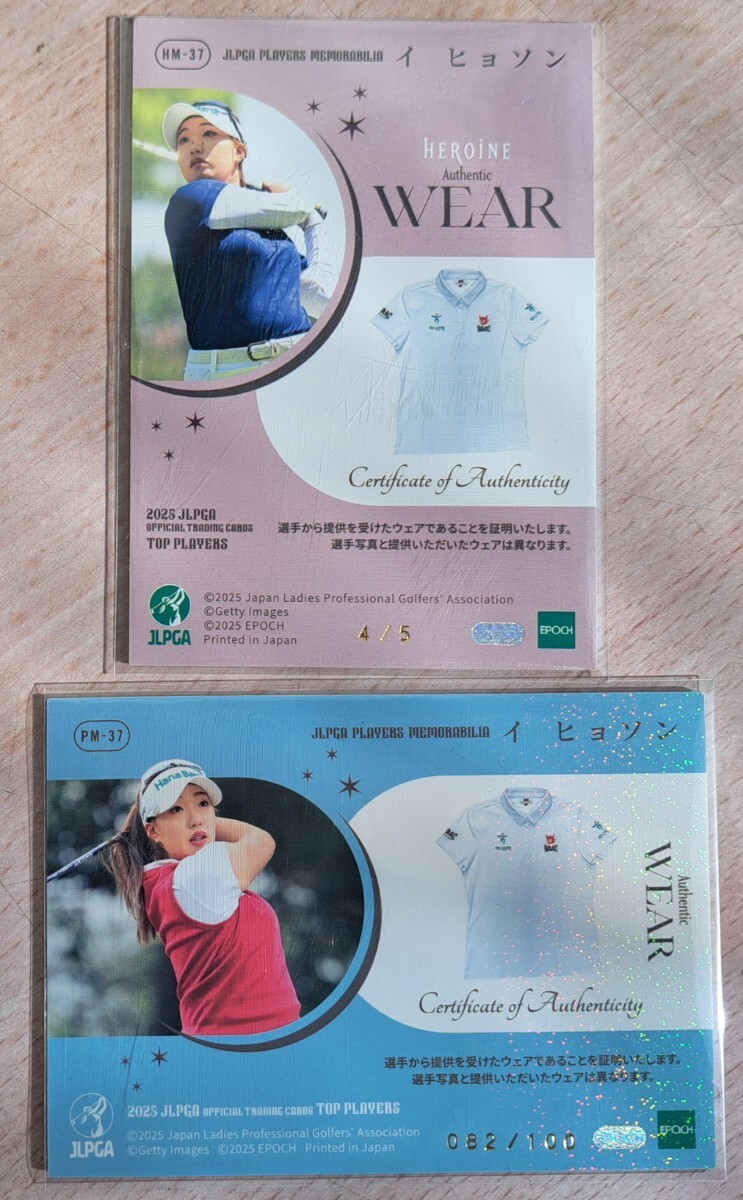 HM-37
JLPGA PLAYERS MEMORABILIA イ ヒョソン
HEROINE
Authentic
WEAR
Certificate of Authenticity
2025 JLPGA
OFFICIAL TRADING CARDS
TOP PLAYERS
選手から提供を受けたウェアであることを証明いたします。
選手写真と提供いただいたウェアは異なります。
JLPGA
©2025 Japan Ladies Professional Golfers' Association
©Getty Images
©2025 EPOCH
Printed in Japan
4/5
EPOCH
PM-37
JLPGA PLAYERS MEMORABILIA イ ヒョソン
Hana Ba
Authentic
WEAR
Certificate of Authenticity
選手から提供を受けたウェアであることを証明いたします。
選手写真と提供いただいたウェアは異なります。
2025 JLPGA OFFICIAL TRADING CARDS TOP PLAYERS
JLPGA
©2025 Japan Ladies Professional Golfers' Association
©Getty Images ©2025 EPOCH Printed in Japan
082/100
EPOCH